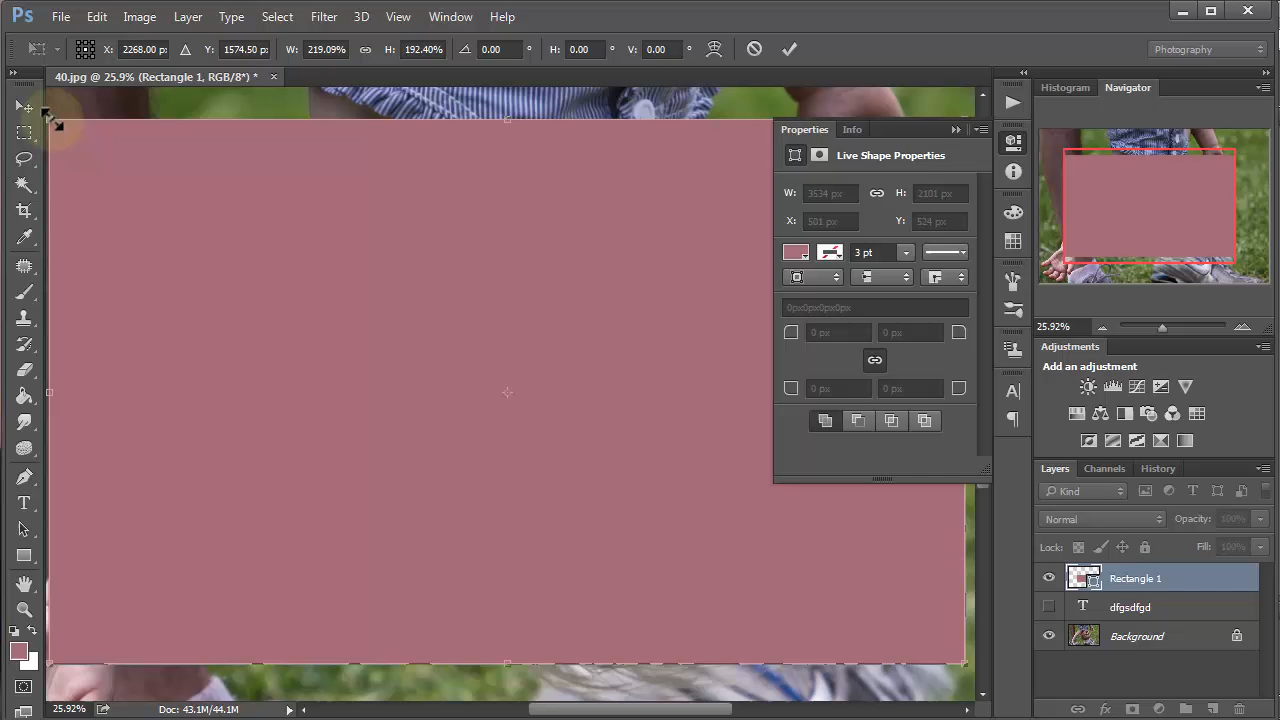 Ps File Edit Image Layer Type Select Filter 3D View Window Help
X: 2268.00 px Y: 1574.50 px W: 219.09% H: 192.40% 0.00 ° H: 0.00 ° V: 0.00 ° Photography
40.jpg @ 25.9% (Rectangle 1, RGB/8*) * ×
Histogram Navigator
Properties Info
Live Shape Properties
W: 3534 px H: 2101 px
X: 501 px Y: 524 px
3 pt
0px0px0px0px
0 px 0 px
0 px 0 px
25.92%
Adjustments
Add an adjustment
Layers Channels History
Kind
Normal Opacity: 100%
Lock: Fill: 100%
Rectangle 1
T dfgsdfgd
Background
25.92% Doc: 43.1M/44.1M